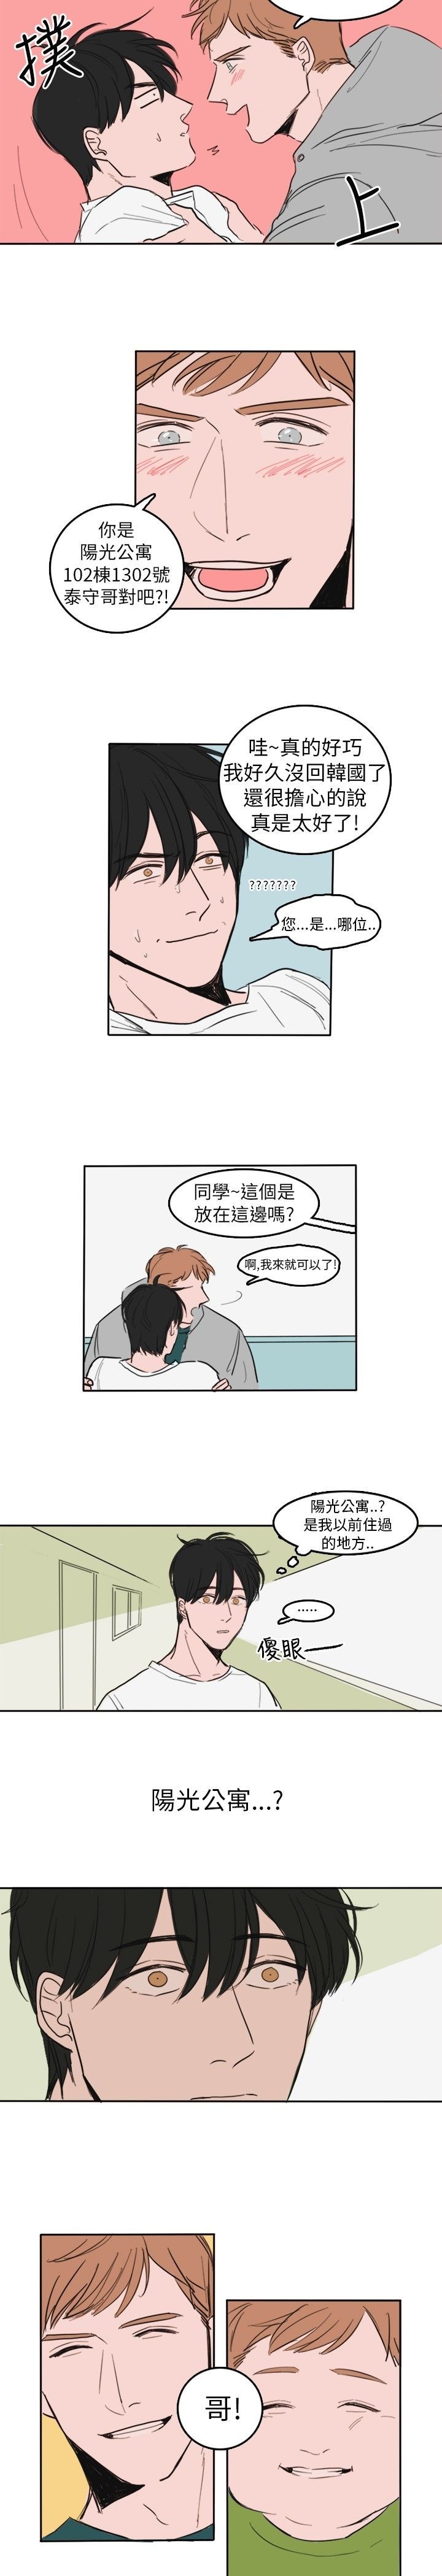 撲
上
你是
陽光公寓
102棟1302號
泰守哥對吧?!
哇~真的好巧
我好久沒回韓國了
還很擔心的說
真是太好了!
???????
您...是...哪位..
同學~這個是
放在這邊嗎?
啊,我來就可以了!
陽光公寓..?
是我以前住過
的地方..
.....
傻眼──
陽光公寓...?
哥!